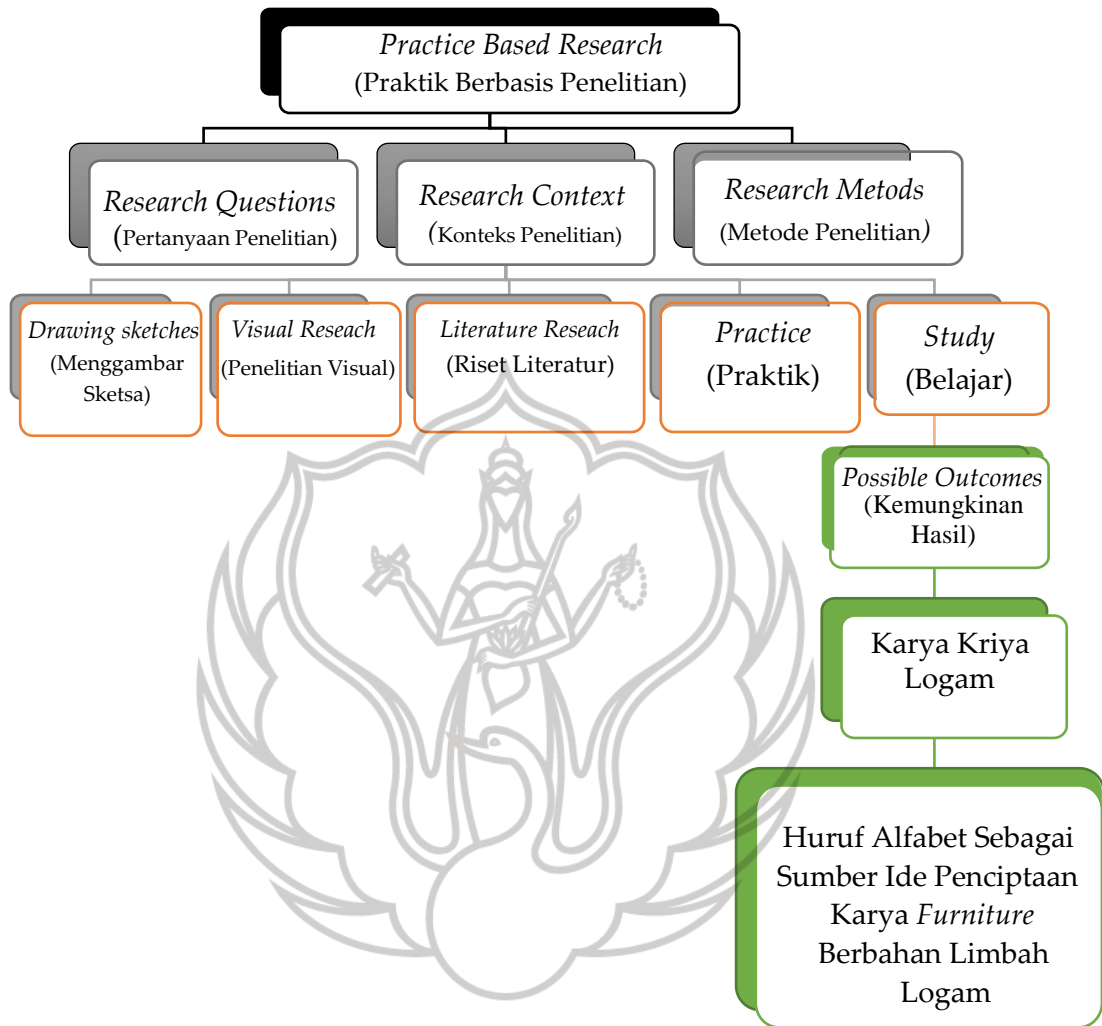 Practice Based Research
(Praktik Berbasis Penelitian)
Research Questions
(Pertanyaan Penelitian)
Research Context
(Konteks Penelitian)
Research Metods
(Metode Penelitian)
Drawing sketches
(Menggambar
Sketsa)
Visual Reseach
(Penelitian Visual)
Literature Reseach
(Riset Literatur)
Practice
(Praktik)
Study
(Belajar)
Possible Outcomes
(Kemungkinan
Hasil)
Karya Kriya
Logam
Huruf Alfabet Sebagai
Sumber Ide Penciptaan
Karya Furniture
Berbahan Limbah
Logam